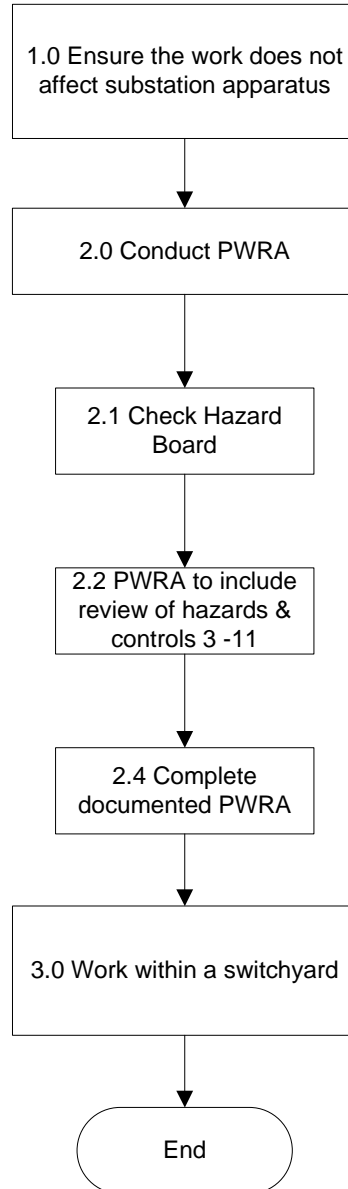 1.0 Ensure the work does not
affect substation apparatus
2.0 Conduct PWRA
2.1 Check Hazard
Board
2.2 PWRA to include
review of hazards &
controls 3 -11
2.4 Complete
documented PWRA
3.0 Work within a switchyard
End